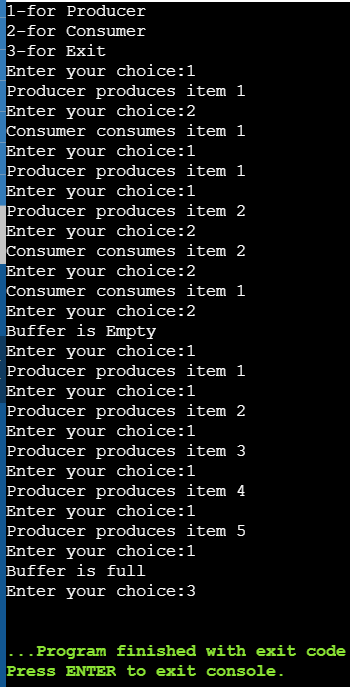 1-for Producer
2-for Consumer
3-for Exit
Enter your choice:1
Producer produces item 1
Enter your choice:2
Consumer consumes item 1
Enter your choice:1
Producer produces item 1
Enter your choice:1
Producer produces item 2
Enter your choice:2
Consumer consumes item 2
Enter your choice:2
Consumer consumes item 1
Enter your choice:2
Buffer is Empty
Enter your choice:1
Producer produces item 1
Enter your choice:1
Producer produces item 2
Enter your choice:1
Producer produces item 3
Enter your choice:1
Producer produces item 4
Enter your choice:1
Producer produces item 5
Enter your choice:1
Buffer is full
Enter your choice:3
...Program finished with exit code
Press ENTER to exit console.